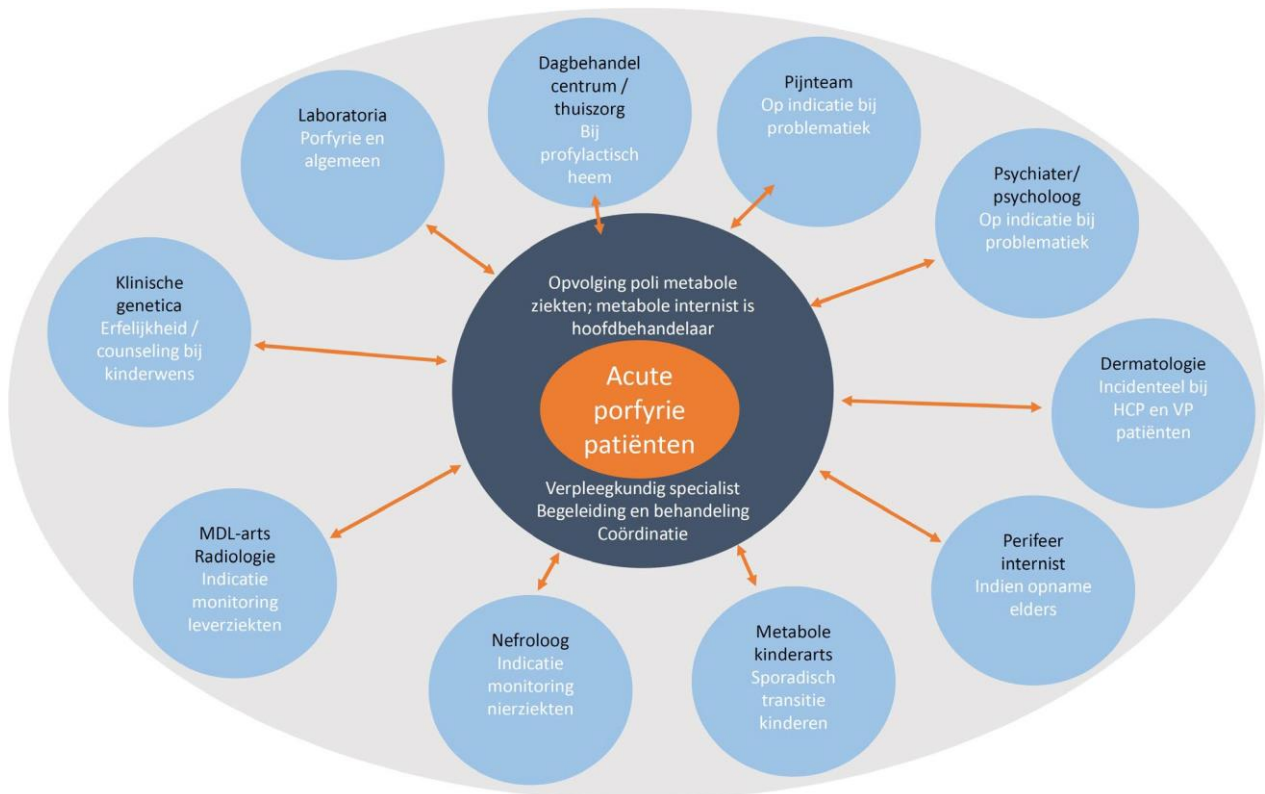 Dagbehandel
centrum /
thuiszorg
Bij
profylactisch
heem
Pijnteam
Op indicatie bij
problematiek
Psychiater/
psycholoog
Op indicatie bij
problematiek
Dermatologie
Incidenteel bij
HCP en VP
patiënten
Perifeer
internist
Indien opname
elders
Metabole
kinderarts
Sporadisch
transitie
kinderen
Nefroloog
Indicatie
monitoring
nierziekten
MDL-arts
Radiologie
Indicatie
monitoring
leverziekten
Klinische
genetica
Erfelijkheid /
counseling bij
kinderwens
Laboratoria
Porfyrie en
algemeen
Opvolging poli metabole
ziekten; metabole internist is
hoofdbehandelaar
Acute
porfyrie
patiënten
Verpleegkundig specialist
Begeleiding en behandeling
Coördinatie